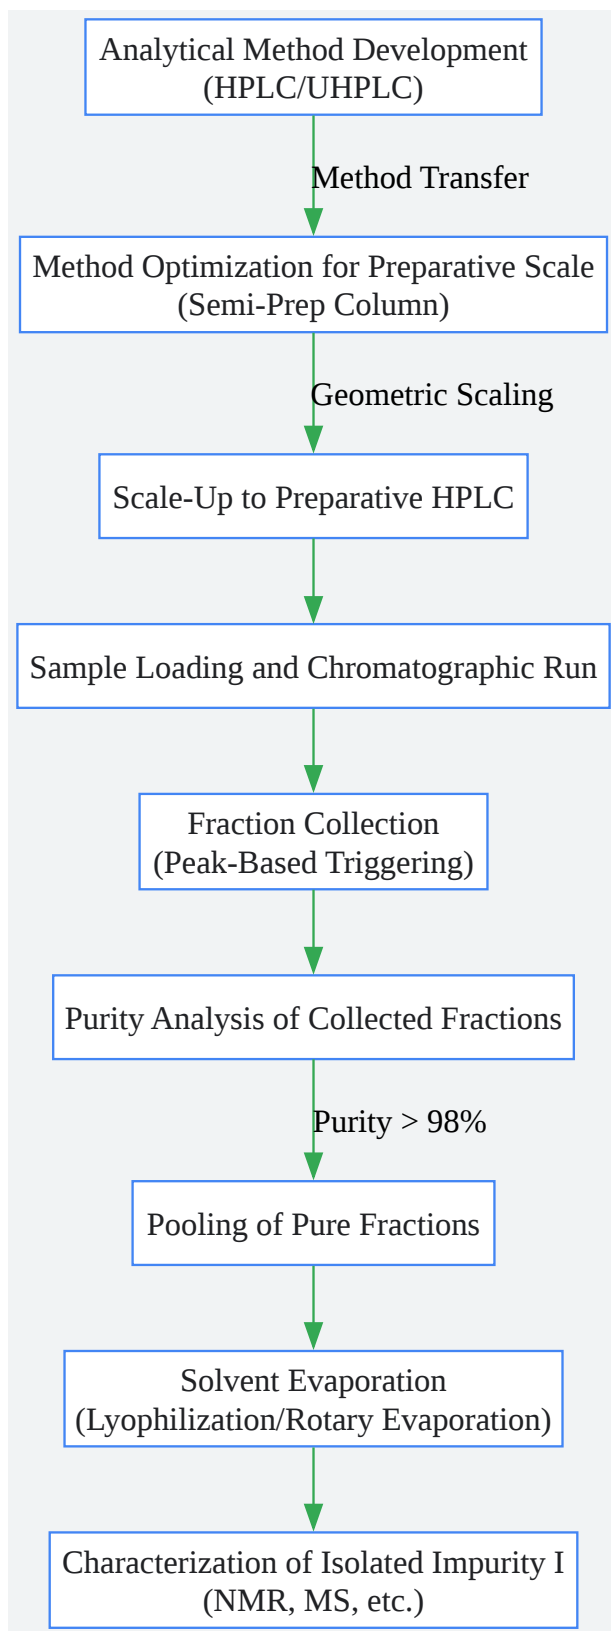 Analytical Method Development
(HPLC/UHPLC)
Method Transfer
Method Optimization for Preparative Scale
(Semi-Prep Column)
Geometric Scaling
Scale-Up to Preparative HPLC
Sample Loading and Chromatographic Run
Fraction Collection
(Peak-Based Triggering)
Purity Analysis of Collected Fractions
Purity > 98%
Pooling of Pure Fractions
Solvent Evaporation
(Lyophilization/Rotary Evaporation)
Characterization of Isolated Impurity I
(NMR, MS, etc.)